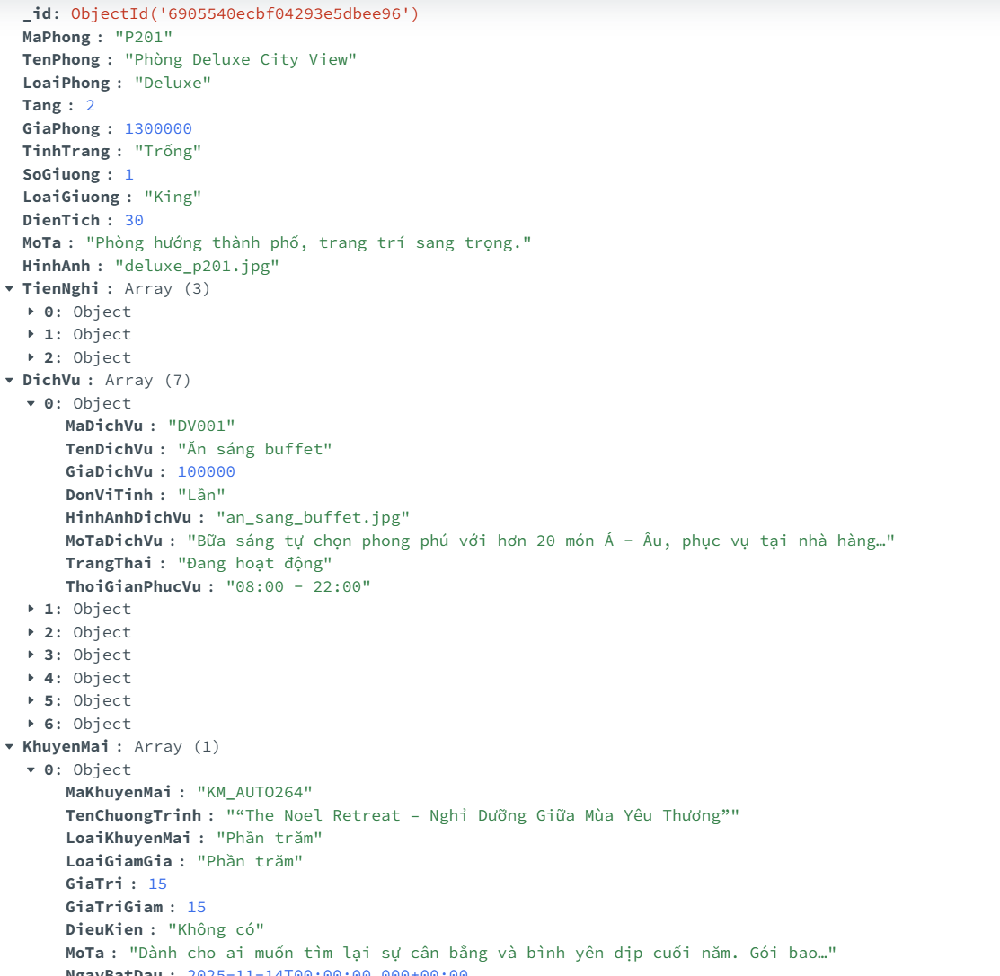 _id: ObjectId('6905540ecbf04293e5dbee96')
MaPhong : "P201"
TenPhong : "Phòng Deluxe City View"
LoaiPhong : "Deluxe"
Tang : 2
GiaPhong : 1300000
TinhTrang : "Trống"
SoGiuong : 1
LoaiGiuong : "King"
DienTich : 30
MoTa : "Phòng hướng thành phố, trang trí sang trọng."
HinhAnh : "deluxe_p201.jpg"
TienNghi : Array (3)
0: Object
1: Object
2: Object
DichVu : Array (7)
0: Object
MaDichVu : "DV001"
TenDichVu : "Ăn sáng buffet"
GiaDichVu : 100000
DonViTinh : "Lần"
HinhAnhDichVu : "an_sang_buffet.jpg"
MoTaDichVu : "Bữa sáng tự chọn phong phú với hơn 20 món Á – Âu, phục vụ tại nhà hàng…"
TrangThai : "Đang hoạt động"
ThoiGianPhucVu : "08:00 – 22:00"
1: Object
2: Object
3: Object
4: Object
5: Object
6: Object
KhuyenMai : Array (1)
0: Object
MaKhuyenMai : "KM_AUTO264"
TenChuongTrinh : "“The Noel Retreat – Nghỉ Dưỡng Giữa Mùa Yêu Thương”"
LoaiKhuyenMai : "Phần trăm"
LoaiGiamGia : "Phần trăm"
GiaTri : 15
GiaTriGiam : 15
DieuKien : "Không có"
MoTa : "Dành cho ai muốn tìm lại sự cân bằng và bình yên dịp cuối năm. Gói bao…"
NgayBatDau : 2025-11-14T00:00:00.000+00:00